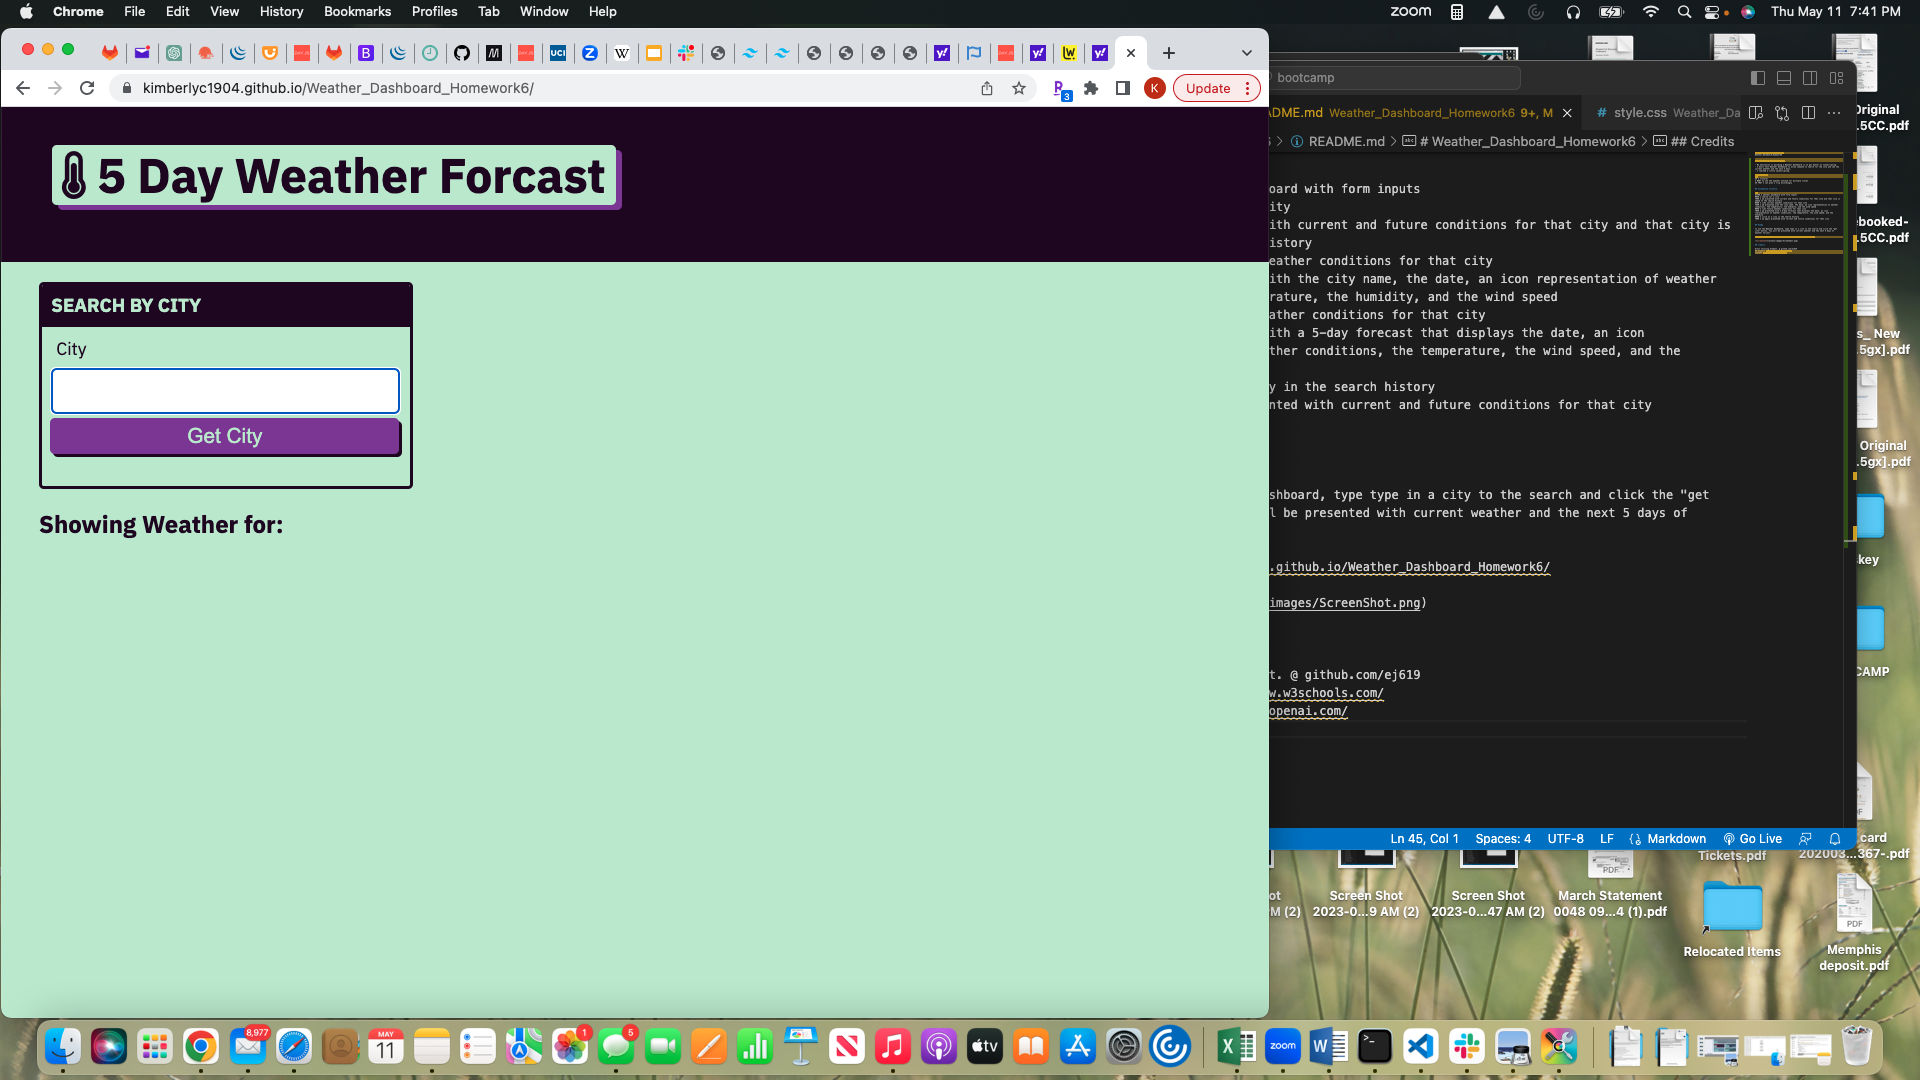 Chrome File Edit View History Bookmarks Profiles Tab Window Help
zoom Thu May 11 7:41 PM
kimberlyc1904.github.io/Weather_Dashboard_Homework6/
3
K
Update
5 Day Weather Forcast
SEARCH BY CITY
City
Get City
Showing Weather for:
bootcamp
DME.md Weather_Dashboard_Homework6 9+, M
# style.css Weather_Da
README.md # Weather_Dashboard_Homework6 ## Credits
oard with form inputs
ity
ith current and future conditions for that city and that city is
istory
eather conditions for that city
ith the city name, the date, an icon representation of weather
rature, the humidity, and the wind speed
ather conditions for that city
ith a 5-day forecast that displays the date, an icon
ther conditions, the temperature, the wind speed, and the
y in the search history
nted with current and future conditions for that city
shboard, type type in a city to the search and click the "get
l be presented with current weather and the next 5 days of
.github.io/Weather_Dashboard_Homework6/
images/ScreenShot.png)
t. @ github.com/ej619
w.w3schools.com/
openai.com/
Ln 45, Col 1 Spaces: 4 UTF-8 LF Markdown Go Live
Original
.5CC.pdf
ebooked-
.5CC.pdf
s_ New
5gx].pdf
Original
.5gx].pdf
key
CAMP
card
202003...367-.pdf
Tickets.pdf
ot
M (2)
Screen Shot
2023-0...9 AM (2)
Screen Shot
2023-0...47 AM (2)
March Statement
0048 09...4 (1).pdf
Relocated Items
Memphis
deposit.pdf
PDF
PDF
8,977
MAY
11
1
5
tv
zoom